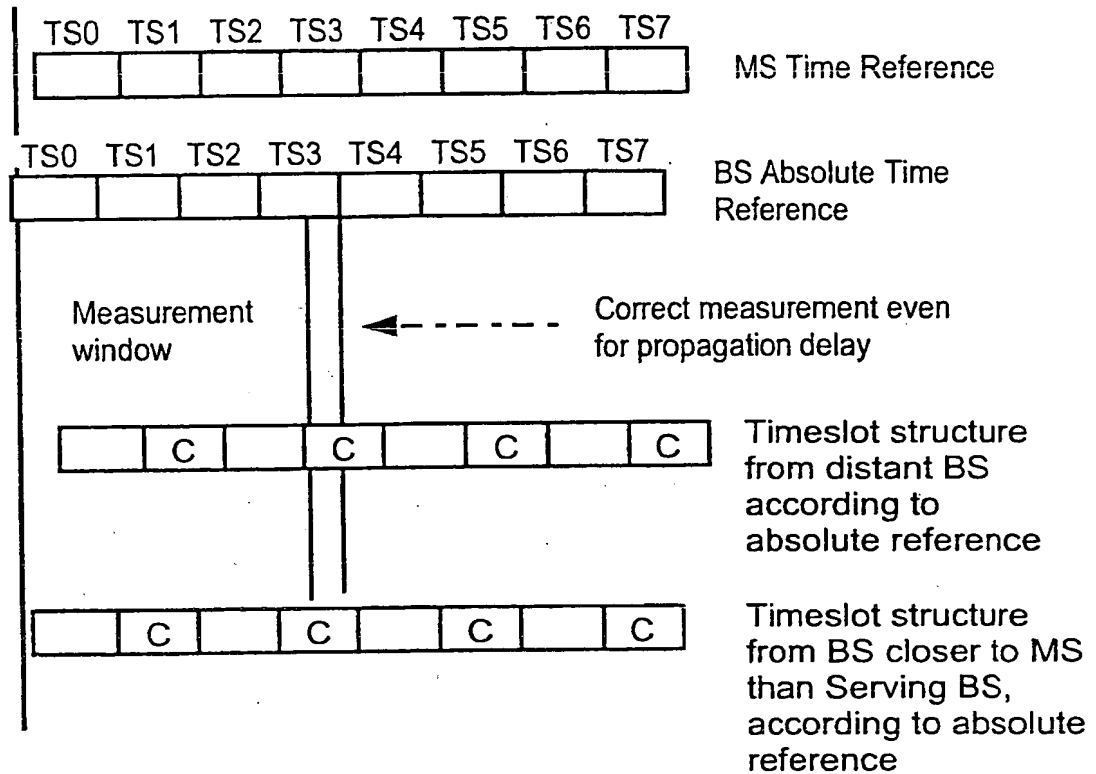 TS0 TS1 TS2 TS3 TS4 TS5 TS6 TS7
MS Time Reference
TS0 TS1 TS2 TS3 TS4 TS5 TS6 TS7
BS Absolute Time
Reference
Measurement
window
Correct measurement even
for propagation delay
C C C C
Timeslot structure
from distant BS
according to
absolute reference
C C C C
Timeslot structure
from BS closer to MS
than Serving BS,
according to absolute
reference